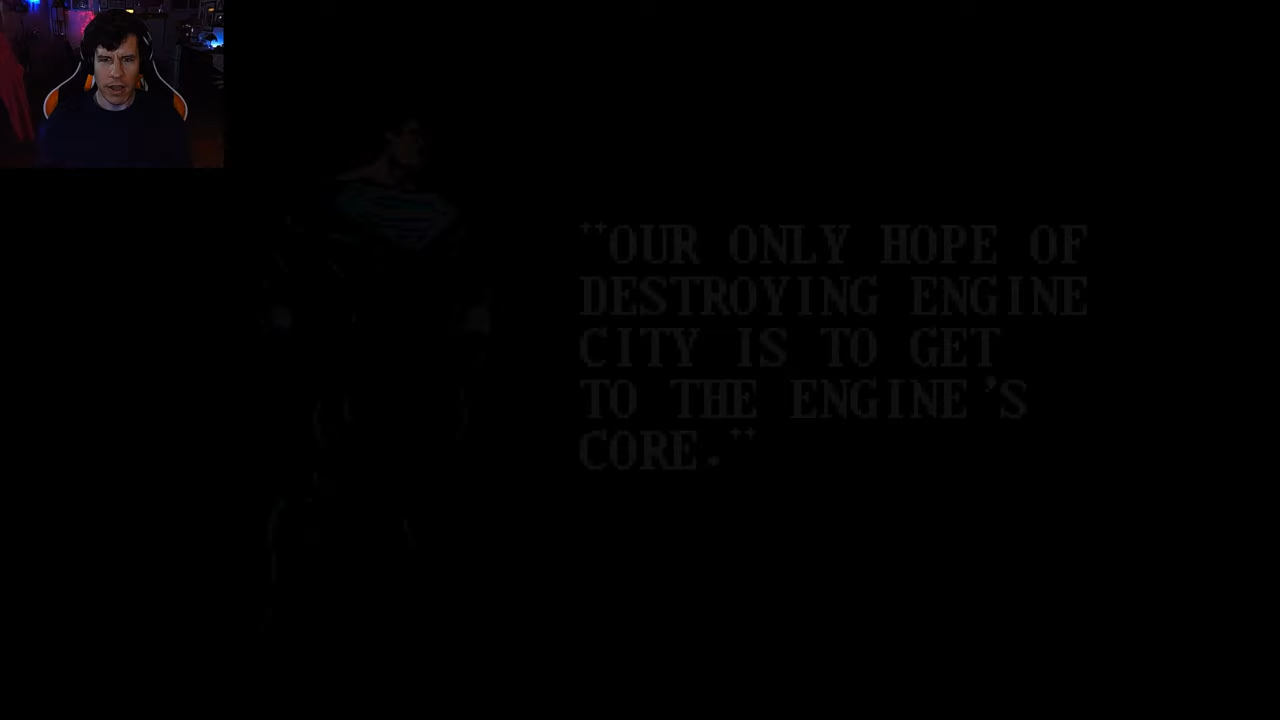 "OUR ONLY HOPE OF
DESTROYING ENGINE
CITY IS TO GET
TO THE ENGINE'S
CORE."